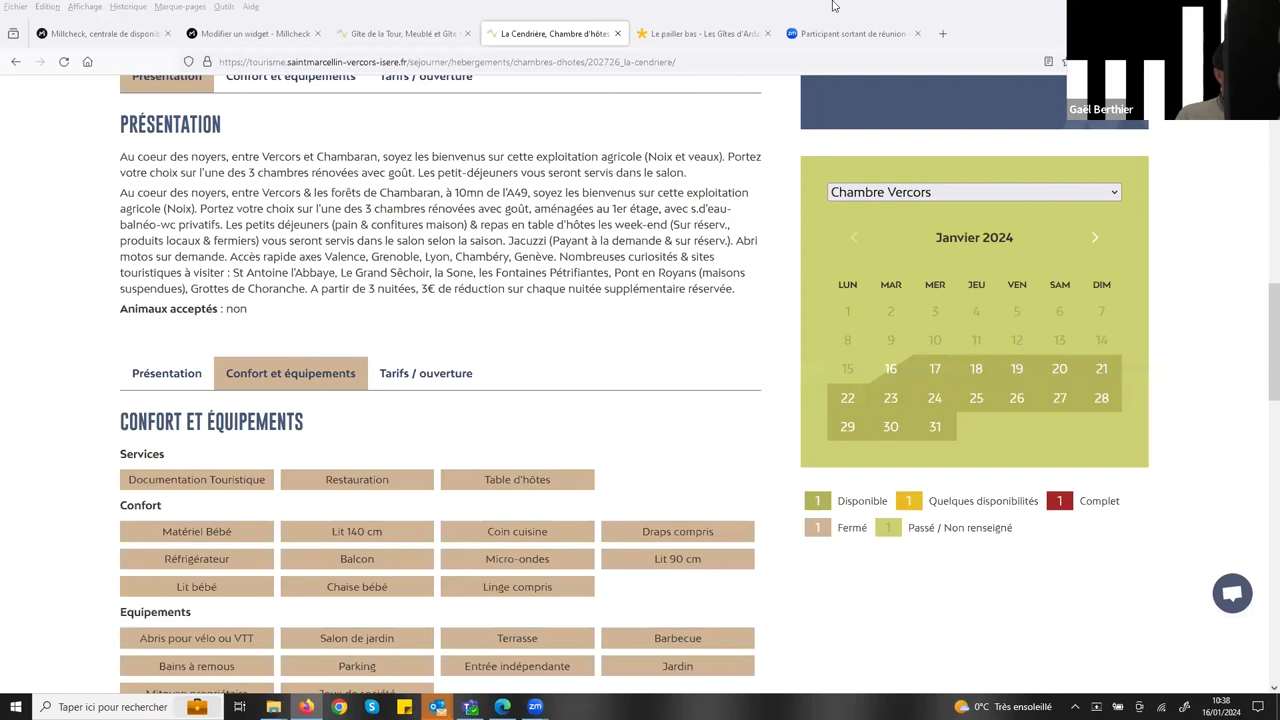 Fichier Édition Affichage Historique Marque-pages Outils Aide
Millcheck, centrale de disponib
Modifier un widget - Millcheck
Gîte de la Tour, Meublé et Gîte
La Cendrière, Chambre d'hôtes
Le pailler bas - Les Gîtes d'Arda
Participant sortant de réunion -
https://tourisme.saintmarcellin-vercors-isere.fr/sejourner/hebergements/chambres-dhotes/202726_la-cendriere/
Gaël Berthier
Présentation Confort et équipements Tarifs / ouverture
PRÉSENTATION
Au coeur des noyers, entre Vercors et Chambaran, soyez les bienvenus sur cette exploitation agricole (Noix et veaux). Portez
votre choix sur l'une des 3 chambres rénovées avec goût. Les petit-déjeuners vous seront servis dans le salon.
Au coeur des noyers, entre Vercors & les forêts de Chambaran, à 10mn de l'A49, soyez les bienvenus sur cette exploitation
agricole (Noix). Portez votre choix sur l'une des 3 chambres rénovées avec goût, aménagées au 1er étage, avec s.d'eau-
balnéo-wc privatifs. Les petits déjeuners (pain & confitures maison) & repas en table d'hôtes les week-end (Sur réserv.,
produits locaux & fermiers) vous seront servis dans le salon selon la saison. Jacuzzi (Payant à la demande & sur réserv.). Abri
motos sur demande. Accès rapide axes Valence, Grenoble, Lyon, Chambéry, Genève. Nombreuses curiosités & sites
touristiques à visiter : St Antoine l'Abbaye, Le Grand Sêchoir, la Sone, les Fontaines Pétrifiantes, Pont en Royans (maisons
suspendues), Grottes de Choranche. A partir de 3 nuitées, 3€ de réduction sur chaque nuitée supplémentaire réservée.
Animaux acceptés : non
Présentation Confort et équipements Tarifs / ouverture
CONFORT ET ÉQUIPEMENTS
Services
Documentation Touristique Restauration Table d'hôtes
Confort
Matériel Bébé Lit 140 cm Coin cuisine Draps compris
Réfrigérateur Balcon Micro-ondes Lit 90 cm
Lit bébé Chaise bébé Linge compris
Equipements
Abris pour vélo ou VTT Salon de jardin Terrasse Barbecue
Bains à remous Parking Entrée indépendante Jardin
Mitoyen propriétaire Jeux de société
Chambre Vercors
Janvier 2024
LUN MAR MER JEU VEN SAM DIM
1 2 3 4 5 6 7
8 9 10 11 12 13 14
15 16 17 18 19 20 21
22 23 24 25 26 27 28
29 30 31
1 Disponible 1 Quelques disponibilités 1 Complet
1 Fermé 1 Passé / Non renseigné
Taper ici pour rechercher
0°C Très ensoleillé
10:38
16/01/2024